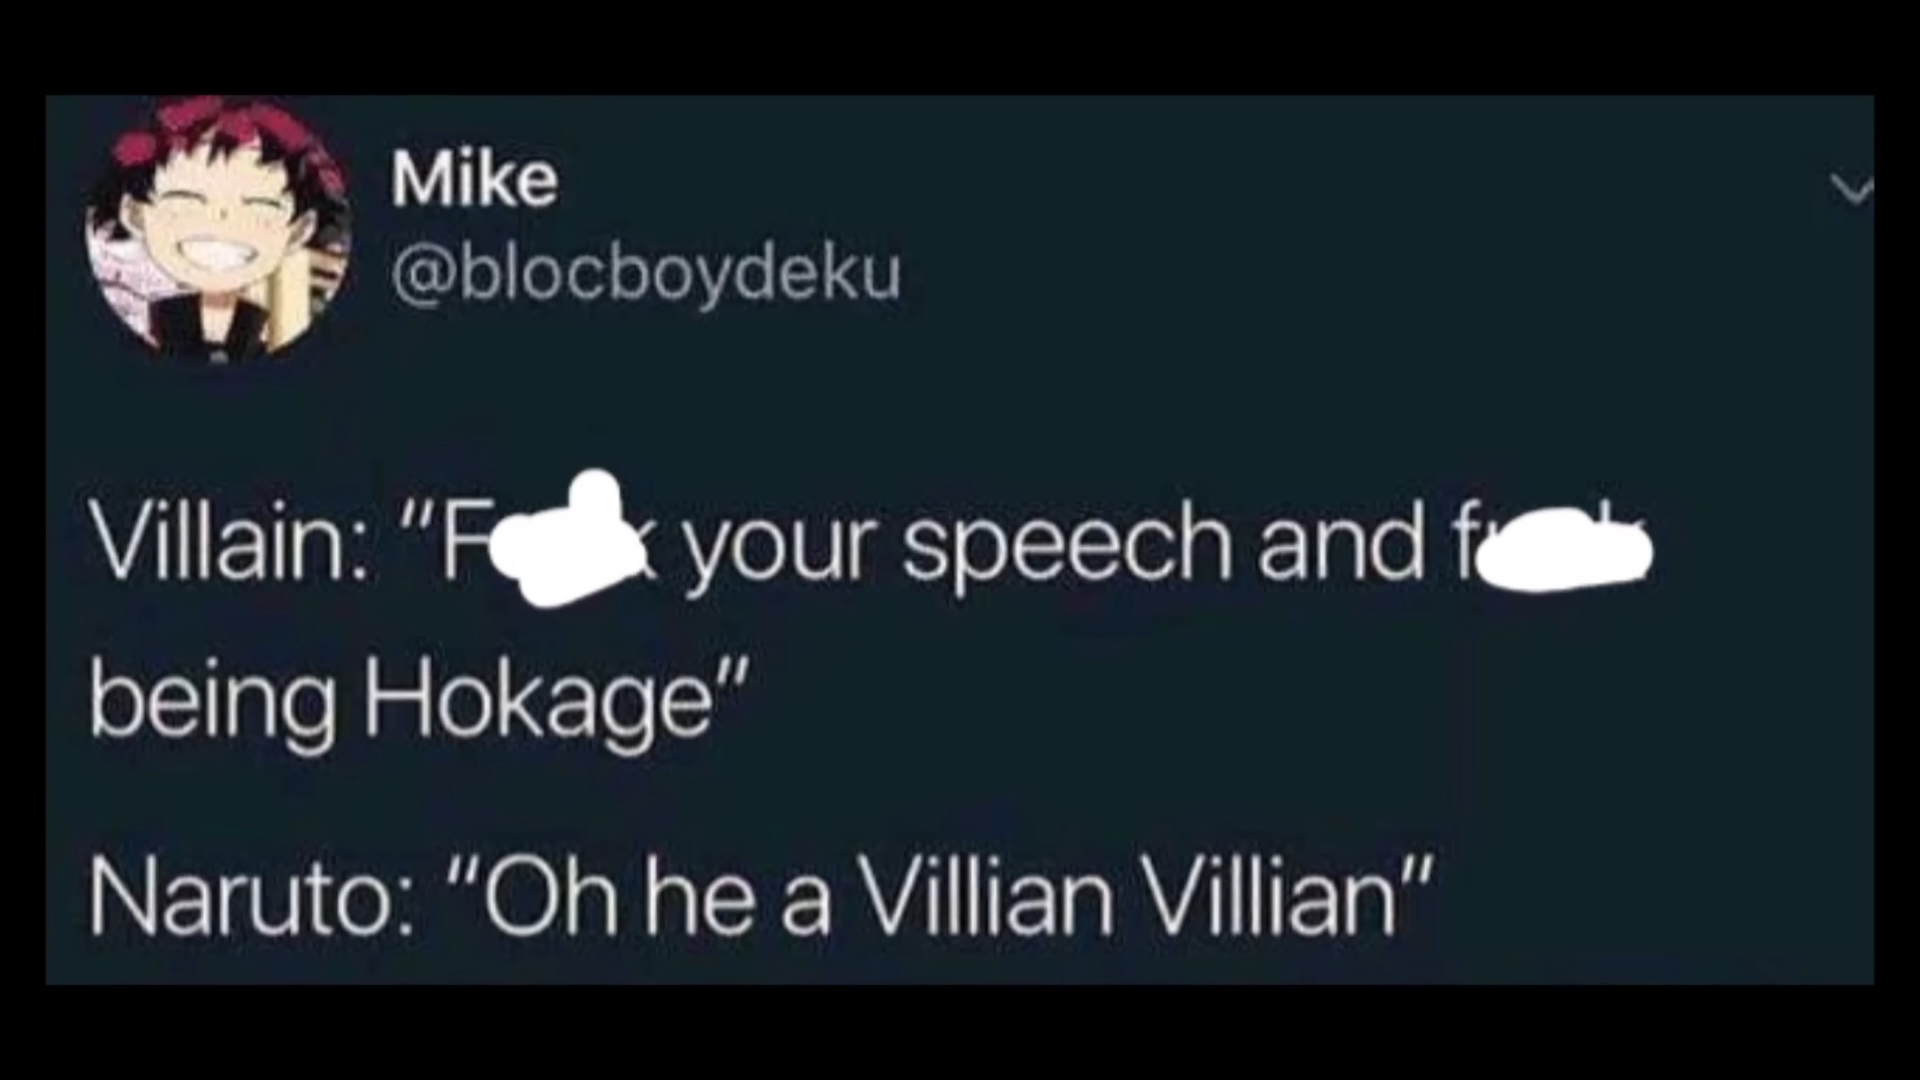 Mike
@blocboydeku
Villain: "F k your speech and f
being Hokage"
Naruto: "Oh he a Villian Villian"